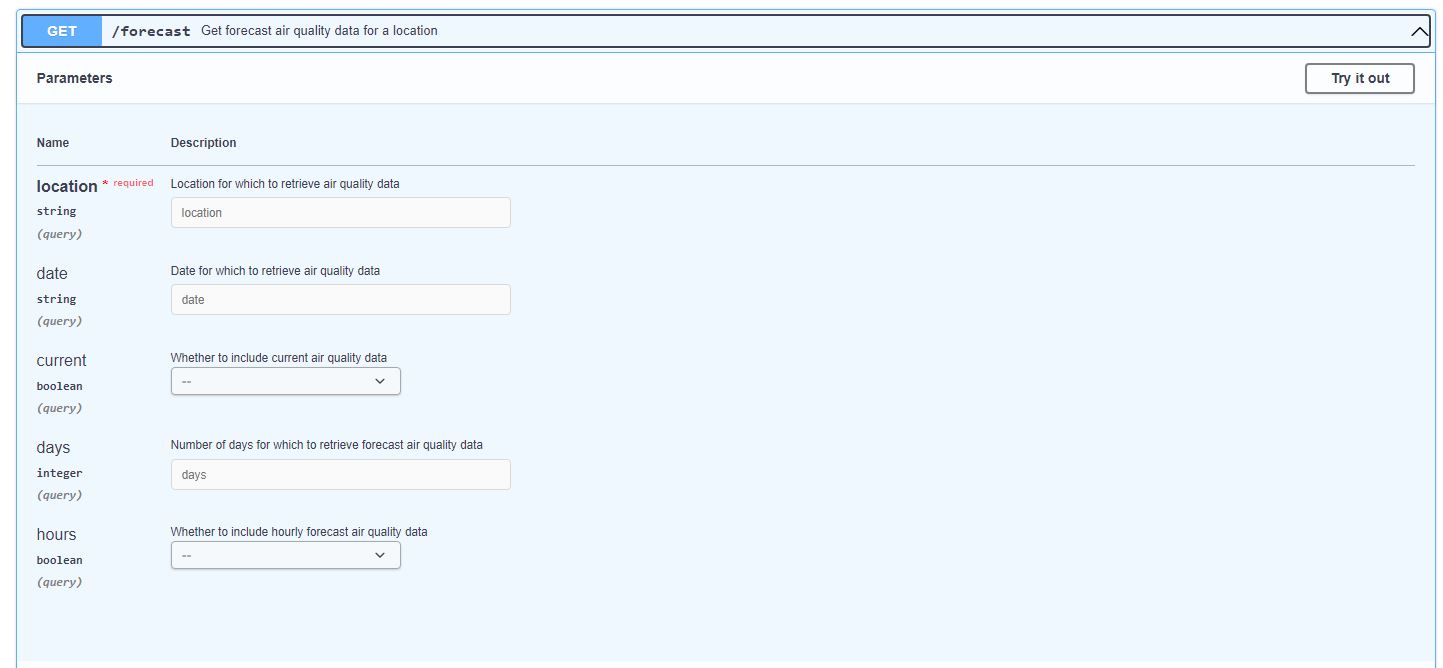 GET /forecast Get forecast air quality data for a location
Parameters Try it out
Name Description
location * required Location for which to retrieve air quality data
string location
(query)
date Date for which to retrieve air quality data
string date
(query)
current Whether to include current air quality data
boolean --
(query)
days Number of days for which to retrieve forecast air quality data
integer days
(query)
hours Whether to include hourly forecast air quality data
boolean --
(query)